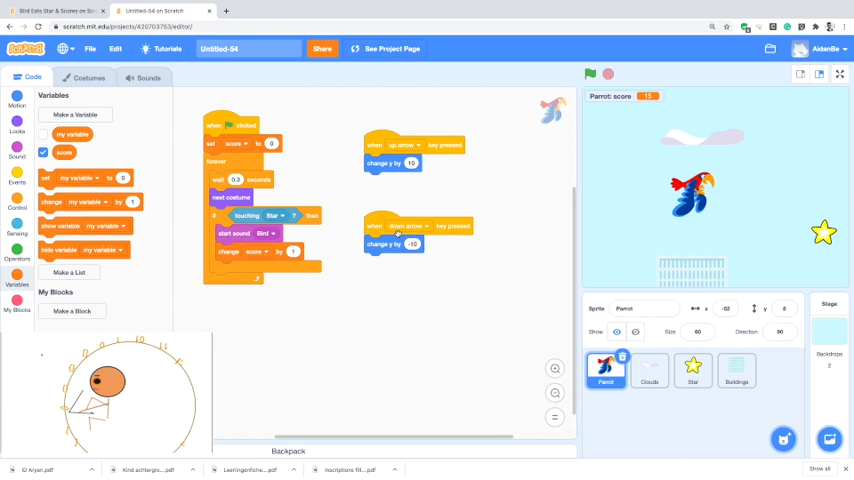 Bird Eats Star & Scores on Scr
Untitled-54 on Scratch
scratch.mit.edu/projects/420703763/editor/
SCRATCH
File
Edit
Tutorials
Untitled-54
Share
See Project Page
AidenBe
Code
Costumes
Sounds
Motion
Looks
Sound
Events
Control
Sensing
Operators
Variables
My Blocks
Variables
Make a Variable
my variable
score
set my variable to 0
change my variable by 1
show variable my variable
hide variable my variable
Make a List
My Blocks
Make a Block
when clicked
set score to 0
forever
wait 0.3 seconds
next costume
if touching Star ? then
start sound Bird
change score by 1
when up arrow key pressed
change y by 10
when down arrow key pressed
change y by -10
Backpack
Parrot: score 15
Sprite Parrot x -52 y 8
Show Size 60 Direction 90
Parrot
Clouds
Star
Buildings
Stage
Backdrops
2
ID Aryan.pdf
Kind achtergro....pdf
Leerlingenfiche...pdf
inscriptions fill...pdf
Show all